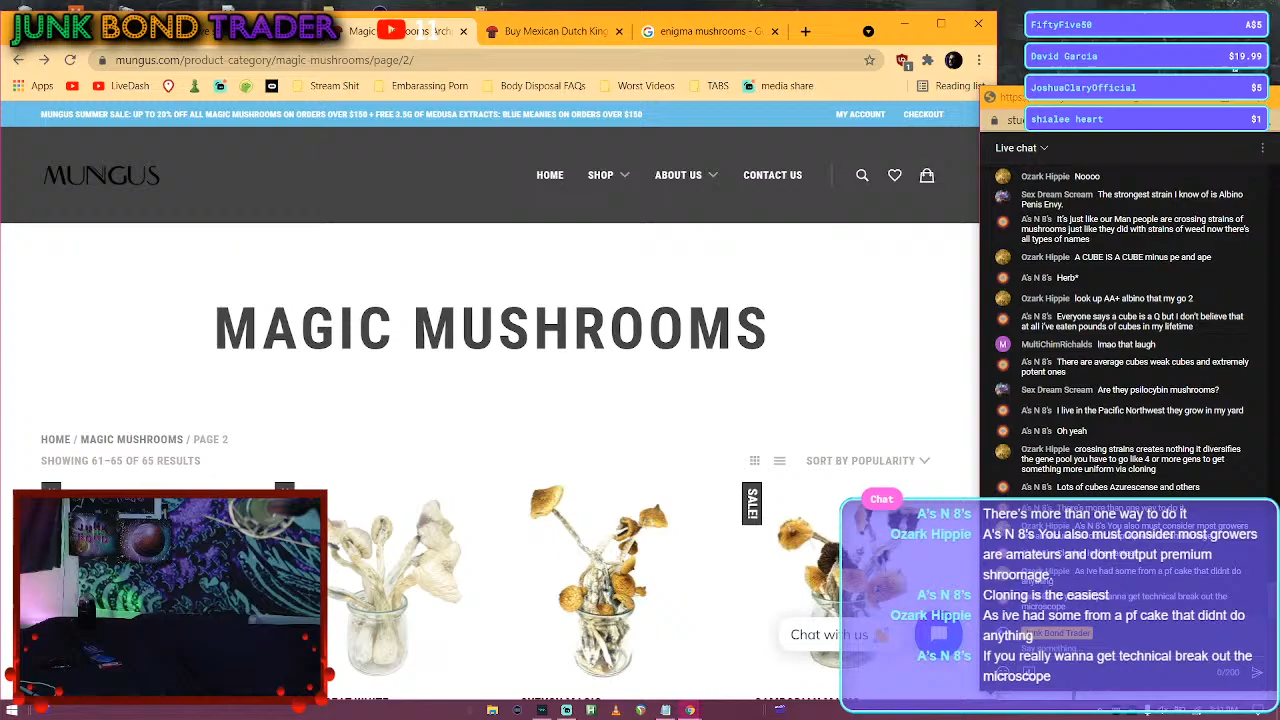 JUNK BOND TRADER
11
Buy Mexican Dutch King
enigma mushrooms - G
mungus.com/product-category/magic-mus
2/
Apps
LiveDash
Stream Shit
Embarassing Porn
Body Disposal FAQs
Worst Videos
TABS
media share
Reading list
MUNGUS SUMMER SALE: UP TO 20% OFF ALL MAGIC MUSHROOMS ON ORDERS OVER $150 + FREE 3.5G OF MEDUSA EXTRACTS: BLUE MEANIES ON ORDERS OVER $150
MY ACCOUNT
CHECKOUT
MUNGUS
HOME
SHOP
ABOUT US
CONTACT US
MAGIC MUSHROOMS
HOME / MAGIC MUSHROOMS / PAGE 2
SHOWING 61–65 OF 65 RESULTS
SORT BY POPULARITY
SALE!
Chat with us
FiftyFive50 A$5
David Garcia $19.99
JoshuaClaryOfficial $5
shialee heart $1
Live chat
Ozark Hippie Noooo
Sex Dream Scream The strongest strain I know of is Albino
Penis Envy.
A's N 8's It's just like our Man people are crossing strains of
mushrooms just like they did with strains of weed now there's
all types of names
Ozark Hippie A CUBE IS A CUBE minus pe and ape
A's N 8's Herb*
Ozark Hippie look up AA+ albino that my go 2
A's N 8's Everyone says a cube is a Q but I don't believe that
at all i've eaten pounds of cubes in my lifetime
MultiChimRichalds lmao that laugh
A's N 8's There are average cubes weak cubes and extremely
potent ones
Sex Dream Scream Are they psilocybin mushrooms?
A's N 8's I live in the Pacific Northwest they grow in my yard
A's N 8's Oh yeah
Ozark Hippie crossing strains creates nothing it diversifies
the gene pool you have to go like 4 or more gens to get
something more uniform via cloning
A's N 8's Lots of cubes Azurescense and others
Chat
A's N 8's There's more than one way to do it
Ozark Hippie A's N 8's You also must consider most growers
are amateurs and dont output premium
shroomage.
A's N 8's Cloning is the easiest
Ozark Hippie As ive had some from a pf cake that didnt do
anything
A's N 8's If you really wanna get technical break out the
microscope
Junk Bond Trader
Say something...
0/200